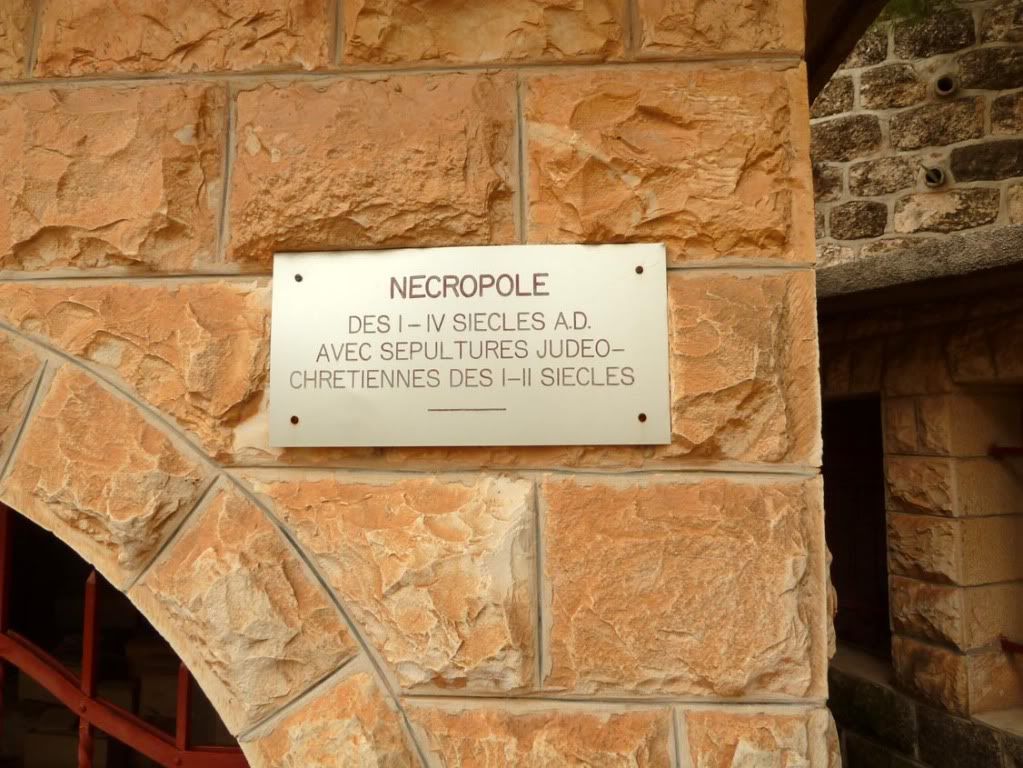 NECROPOLE
DES I-IV SIECLES A.D.
AVEC SEPULTURES JUDEO-
CHRETIENNES DES I-II SIECLES